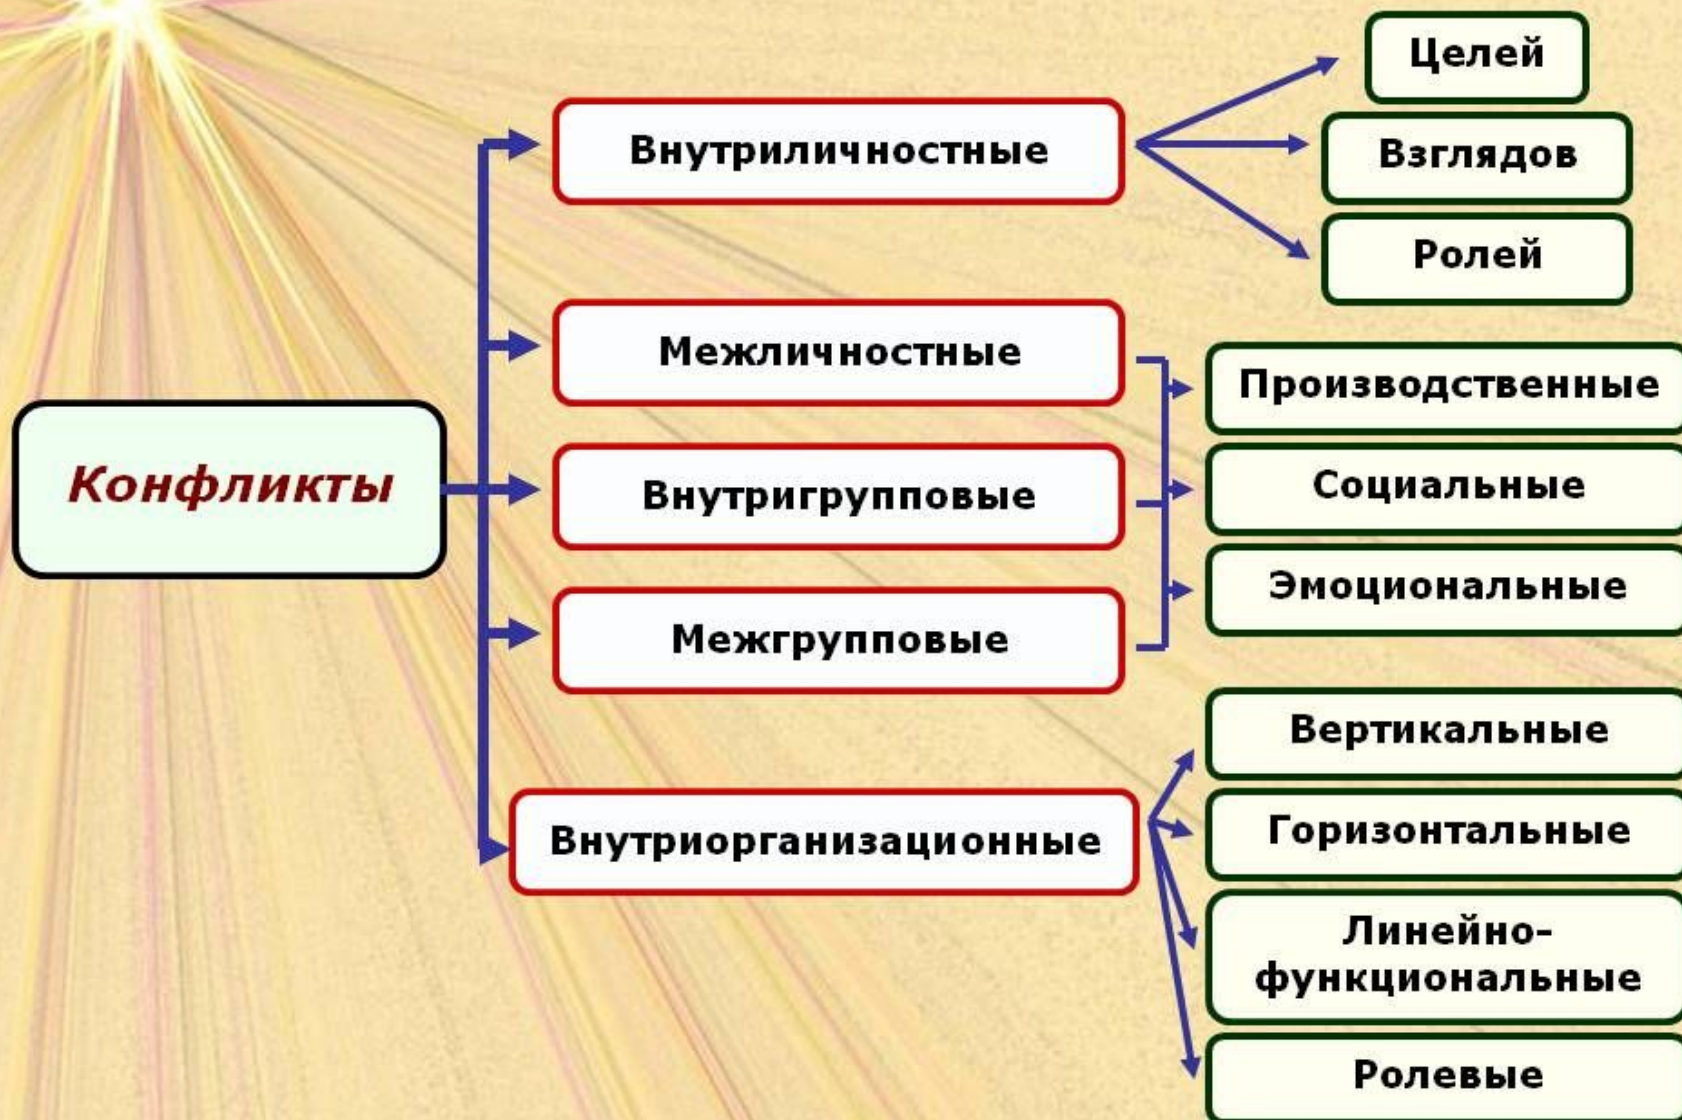 Конфликты
Внутриличностные
Целей
Взглядов
Ролей
Межличностные
Внутригрупповые
Межгрупповые
Производственные
Социальные
Эмоциональные
Внутриорганизационные
Вертикальные
Горизонтальные
Линейно-
функциональные
Ролевые